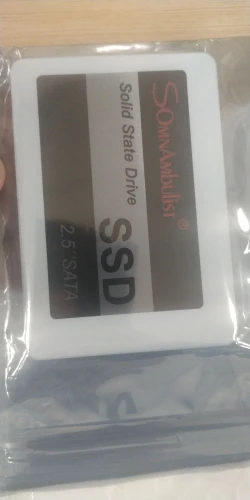 SOMNAMBULIST®
Solid State Drive
SSD
2.5"SATA